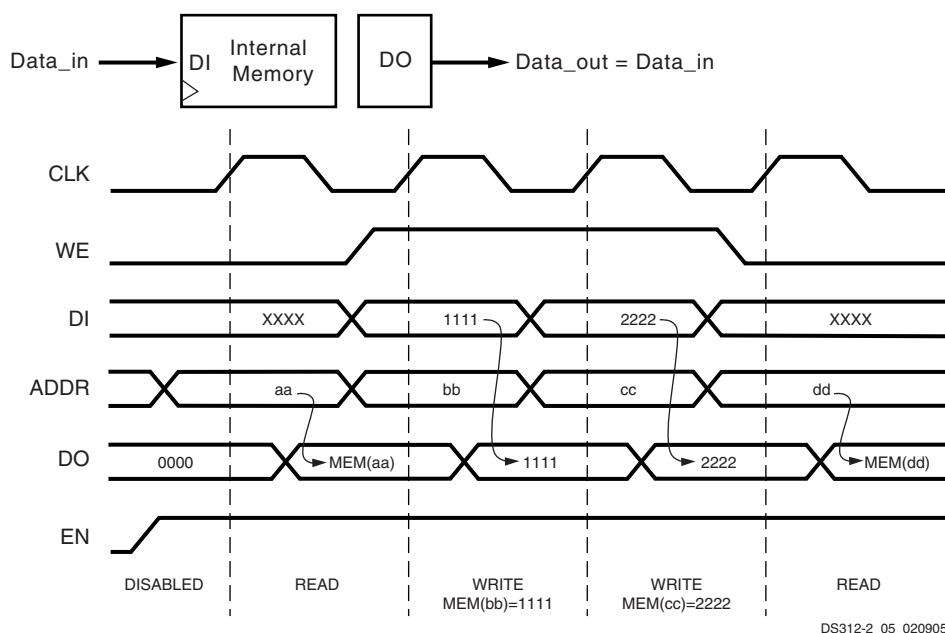 Data_in
DI
Internal
Memory
DO
Data_out = Data_in
CLK
WE
DI
XXXX
1111
2222
XXXX
ADDR
aa
bb
cc
dd
DO
0000
MEM(aa)
1111
2222
MEM(dd)
EN
DISABLED
READ
WRITE
MEM(bb)=1111
WRITE
MEM(cc)=2222
READ
DS312-2_05_020905